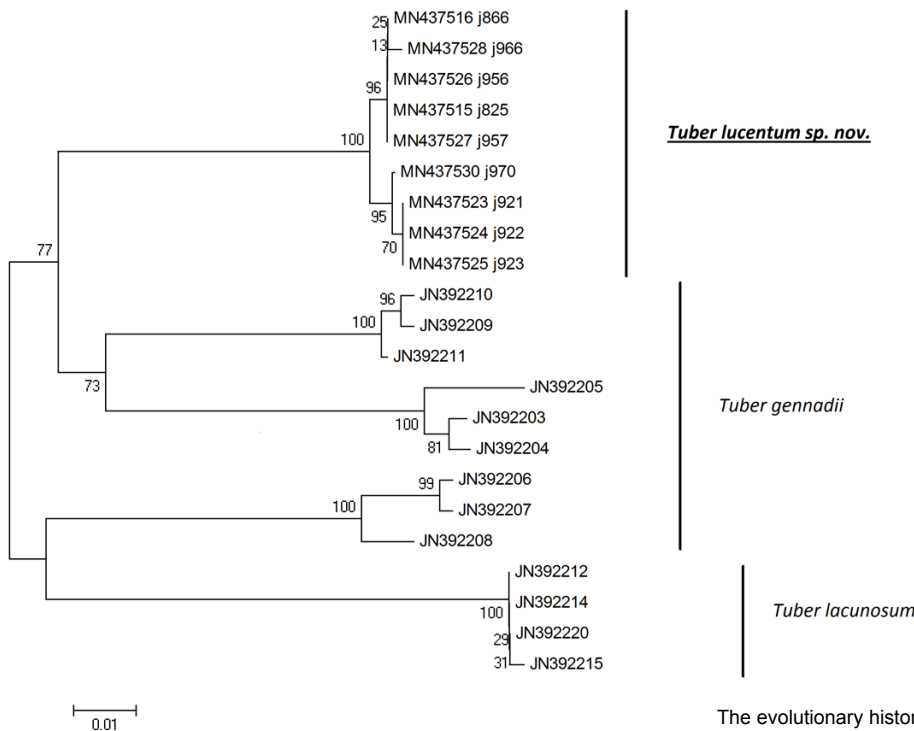 25
MN437516 j866
13
MN437528 j966
96
MN437526 j956
MN437515 j825
100
MN437527 j957
Tuber lucentum sp. nov.
MN437530 j970
95
MN437523 j921
MN437524 j922
70
MN437525 j923
77
96
JN392210
100
JN392209
JN392211
73
JN392205
Tuber gennadii
100
JN392203
81
JN392204
99
JN392206
100
JN392207
JN392208
JN392212
100
JN392214
Tuber lacunosum
29
JN392220
31
JN392215
0.01
The evolutionary histor